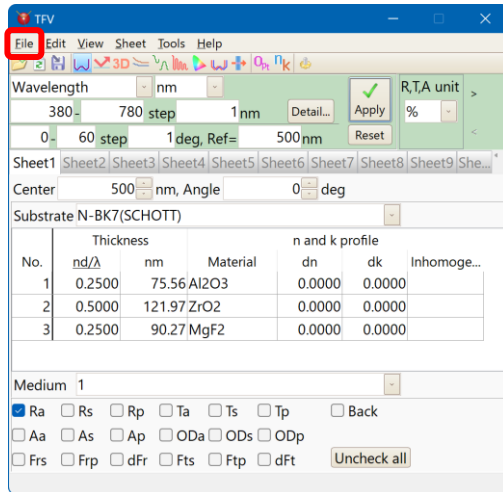 TFV
File Edit View Sheet Tools Help
3D Opt nk
Wavelength nm R,T,A unit >
380 - 780 step 1 nm Detail... Apply %
0 - 60 step 1 deg, Ref= 500 nm Reset <
Sheet1 Sheet2 Sheet3 Sheet4 Sheet5 Sheet6 Sheet7 Sheet8 Sheet9 She...
Center 500 nm, Angle 0 deg
Substrate N-BK7(SCHOTT)
Thickness n and k profile
No. nd/λ nm Material dn dk Inhomoge...
1 0.2500 75.56 Al2O3 0.0000 0.0000
2 0.5000 121.97 ZrO2 0.0000 0.0000
3 0.2500 90.27 MgF2 0.0000 0.0000
Medium 1
Ra Rs Rp Ta Ts Tp Back
Aa As Ap ODa ODs ODp
Frs Frp dFr Fts Ftp dFt Uncheck all